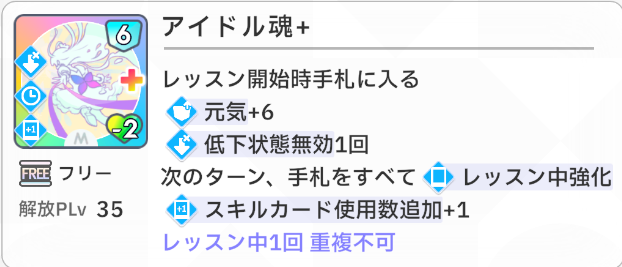 アイドル魂+
6
-2
M
レッスン開始時手札に入る
元気+6
低下状態無効1回
次のターン、手札をすべて レッスン中強化
+1 スキルカード使用数追加+1
レッスン中1回 重複不可
FREE フリー
解放PLv 35